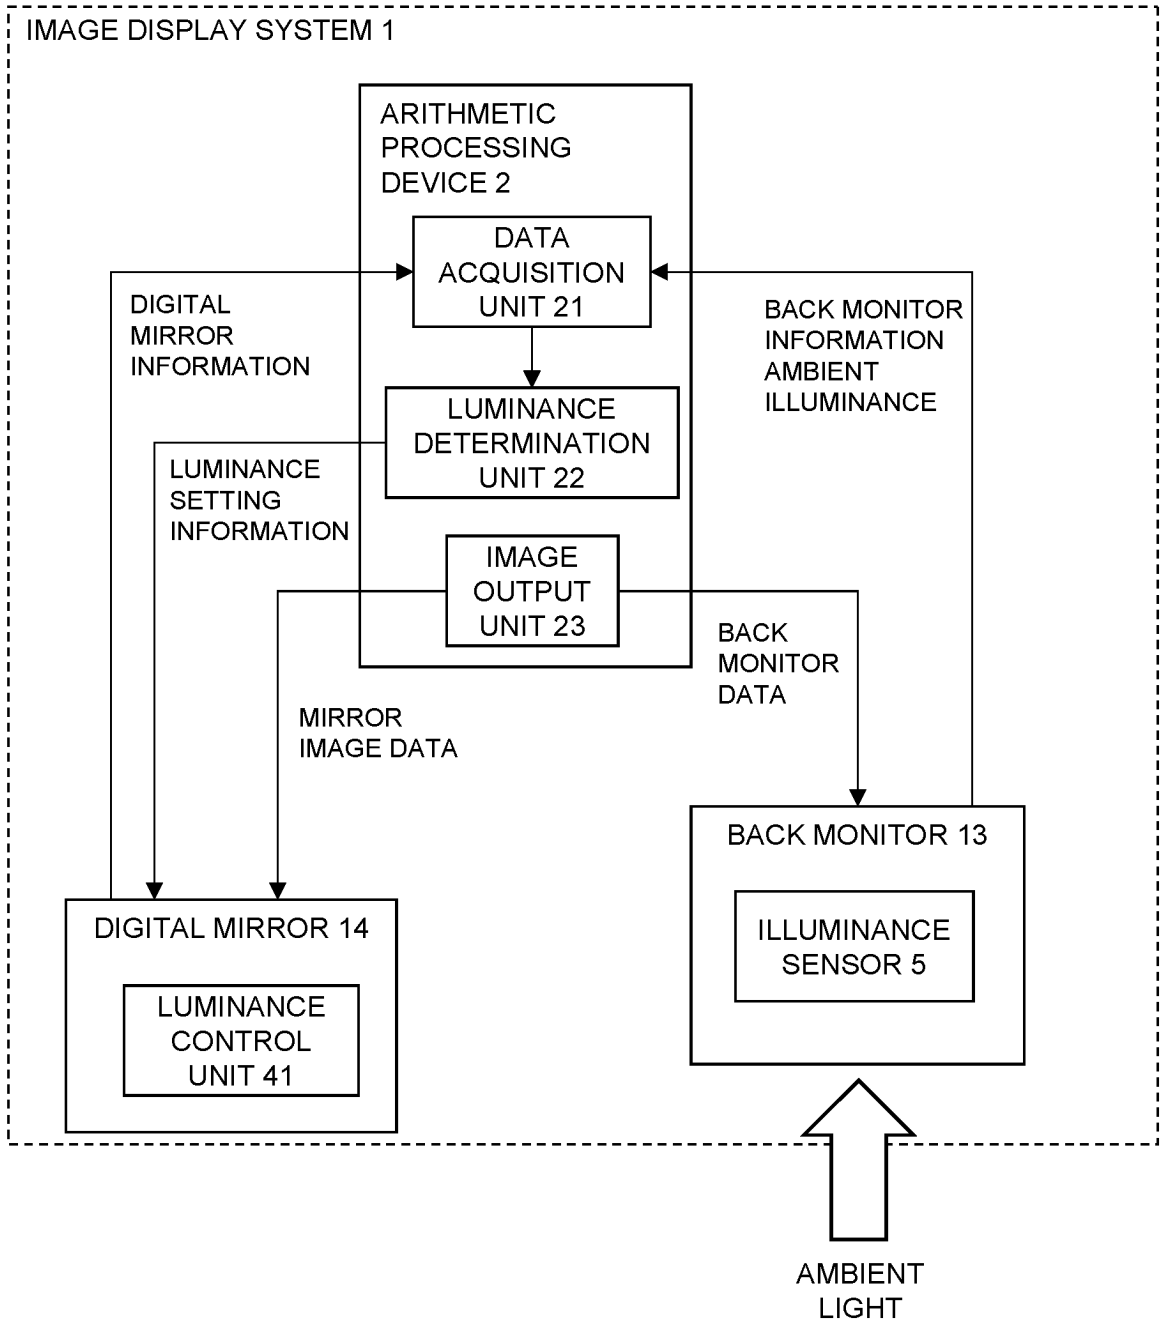 IMAGE DISPLAY SYSTEM 1
ARITHMETIC
PROCESSING
DEVICE 2
DATA
ACQUISITION
UNIT 21
DIGITAL
MIRROR
INFORMATION
BACK MONITOR
INFORMATION
AMBIENT
ILLUMINANCE
LUMINANCE
DETERMINATION
UNIT 22
LUMINANCE
SETTING
INFORMATION
IMAGE
OUTPUT
UNIT 23
BACK
MONITOR
DATA
MIRROR
IMAGE DATA
BACK MONITOR 13
ILLUMINANCE
SENSOR 5
DIGITAL MIRROR 14
LUMINANCE
CONTROL
UNIT 41
AMBIENT
LIGHT